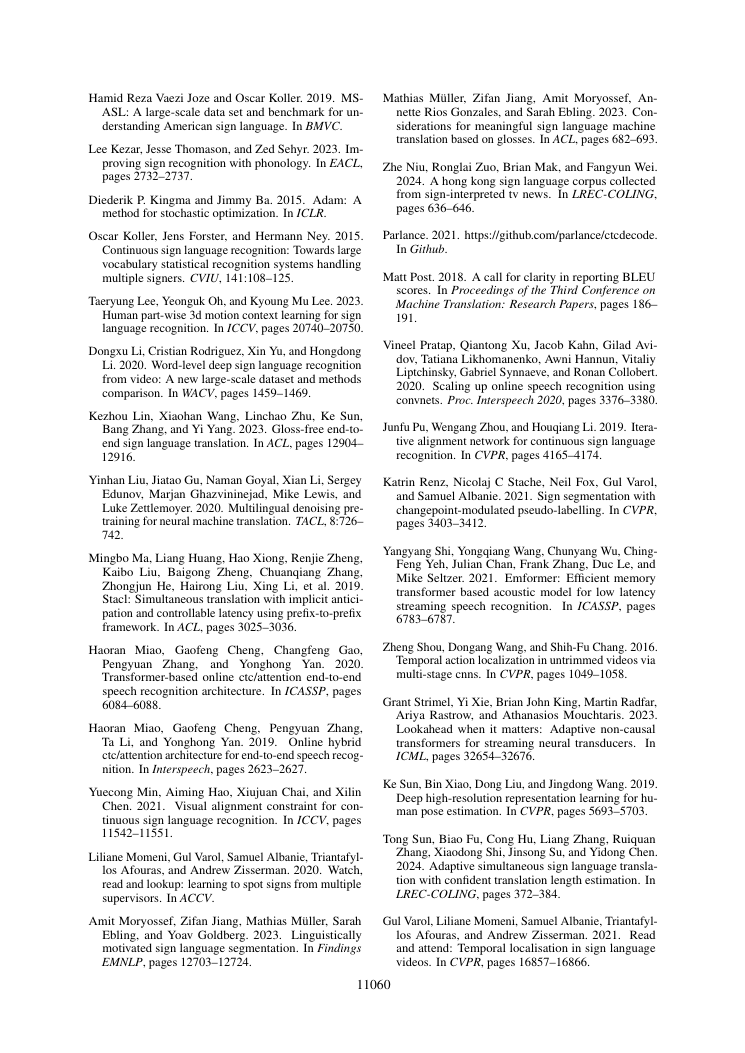 Hamid Reza Vaezi Joze and Oscar Koller. 2019. MS-
ASL: A large-scale data set and benchmark for un-
derstanding American sign language. In BMVC.
Lee Kezar, Jesse Thomason, and Zed Sehyr. 2023. Im-
proving sign recognition with phonology. In EACL,
pages 2732–2737.
Diederik P. Kingma and Jimmy Ba. 2015. Adam: A
method for stochastic optimization. In ICLR.
Oscar Koller, Jens Forster, and Hermann Ney. 2015.
Continuous sign language recognition: Towards large
vocabulary statistical recognition systems handling
multiple signers. CVIU, 141:108–125.
Taeryung Lee, Yeonguk Oh, and Kyoung Mu Lee. 2023.
Human part-wise 3d motion context learning for sign
language recognition. In ICCV, pages 20740–20750.
Dongxu Li, Cristian Rodriguez, Xin Yu, and Hongdong
Li. 2020. Word-level deep sign language recognition
from video: A new large-scale dataset and methods
comparison. In WACV, pages 1459–1469.
Kezhou Lin, Xiaohan Wang, Linchao Zhu, Ke Sun,
Bang Zhang, and Yi Yang. 2023. Gloss-free end-to-
end sign language translation. In ACL, pages 12904–
12916.
Yinhan Liu, Jiatao Gu, Naman Goyal, Xian Li, Sergey
Edunov, Marjan Ghazvininejad, Mike Lewis, and
Luke Zettlemoyer. 2020. Multilingual denoising pre-
training for neural machine translation. TACL, 8:726–
742.
Mingbo Ma, Liang Huang, Hao Xiong, Renjie Zheng,
Kaibo Liu, Baigong Zheng, Chuanqiang Zhang,
Zhongjun He, Hairong Liu, Xing Li, et al. 2019.
Stacl: Simultaneous translation with implicit antici-
pation and controllable latency using prefix-to-prefix
framework. In ACL, pages 3025–3036.
Haoran Miao, Gaofeng Cheng, Changfeng Gao,
Pengyuan Zhang, and Yonghong Yan. 2020.
Transformer-based online ctc/attention end-to-end
speech recognition architecture. In ICASSP, pages
6084–6088.
Haoran Miao, Gaofeng Cheng, Pengyuan Zhang,
Ta Li, and Yonghong Yan. 2019. Online hybrid
ctc/attention architecture for end-to-end speech recog-
nition. In Interspeech, pages 2623–2627.
Yuecong Min, Aiming Hao, Xiujuan Chai, and Xilin
Chen. 2021. Visual alignment constraint for con-
tinuous sign language recognition. In ICCV, pages
11542–11551.
Liliane Momeni, Gul Varol, Samuel Albanie, Triantafyl-
los Afouras, and Andrew Zisserman. 2020. Watch,
read and lookup: learning to spot signs from multiple
supervisors. In ACCV.
Amit Moryossef, Zifan Jiang, Mathias Müller, Sarah
Ebling, and Yoav Goldberg. 2023. Linguistically
motivated sign language segmentation. In Findings
EMNLP, pages 12703–12724.
Mathias Müller, Zifan Jiang, Amit Moryossef, An-
nette Rios Gonzales, and Sarah Ebling. 2023. Con-
siderations for meaningful sign language machine
translation based on glosses. In ACL, pages 682–693.
Zhe Niu, Ronglai Zuo, Brian Mak, and Fangyun Wei.
2024. A hong kong sign language corpus collected
from sign-interpreted tv news. In LREC-COLING,
pages 636–646.
Parlance. 2021. https://github.com/parlance/ctcdecode.
In Github.
Matt Post. 2018. A call for clarity in reporting BLEU
scores. In Proceedings of the Third Conference on
Machine Translation: Research Papers, pages 186–
191.
Vineel Pratap, Qiantong Xu, Jacob Kahn, Gilad Avi-
dov, Tatiana Likhomanenko, Awni Hannun, Vitaliy
Liptchinsky, Gabriel Synnaeve, and Ronan Collobert.
2020. Scaling up online speech recognition using
convnets. Proc. Interspeech 2020, pages 3376–3380.
Junfu Pu, Wengang Zhou, and Houqiang Li. 2019. Itera-
tive alignment network for continuous sign language
recognition. In CVPR, pages 4165–4174.
Katrin Renz, Nicolaj C Stache, Neil Fox, Gul Varol,
and Samuel Albanie. 2021. Sign segmentation with
changepoint-modulated pseudo-labelling. In CVPR,
pages 3403–3412.
Yangyang Shi, Yongqiang Wang, Chunyang Wu, Ching-
Feng Yeh, Julian Chan, Frank Zhang, Duc Le, and
Mike Seltzer. 2021. Emformer: Efficient memory
transformer based acoustic model for low latency
streaming speech recognition. In ICASSP, pages
6783–6787.
Zheng Shou, Dongang Wang, and Shih-Fu Chang. 2016.
Temporal action localization in untrimmed videos via
multi-stage cnns. In CVPR, pages 1049–1058.
Grant Strimel, Yi Xie, Brian John King, Martin Radfar,
Ariya Rastrow, and Athanasios Mouchtaris. 2023.
Lookahead when it matters: Adaptive non-causal
transformers for streaming neural transducers. In
ICML, pages 32654–32676.
Ke Sun, Bin Xiao, Dong Liu, and Jingdong Wang. 2019.
Deep high-resolution representation learning for hu-
man pose estimation. In CVPR, pages 5693–5703.
Tong Sun, Biao Fu, Cong Hu, Liang Zhang, Ruiquan
Zhang, Xiaodong Shi, Jinsong Su, and Yidong Chen.
2024. Adaptive simultaneous sign language transla-
tion with confident translation length estimation. In
LREC-COLING, pages 372–384.
Gul Varol, Liliane Momeni, Samuel Albanie, Triantafyl-
los Afouras, and Andrew Zisserman. 2021. Read
and attend: Temporal localisation in sign language
videos. In CVPR, pages 16857–16866.
11060